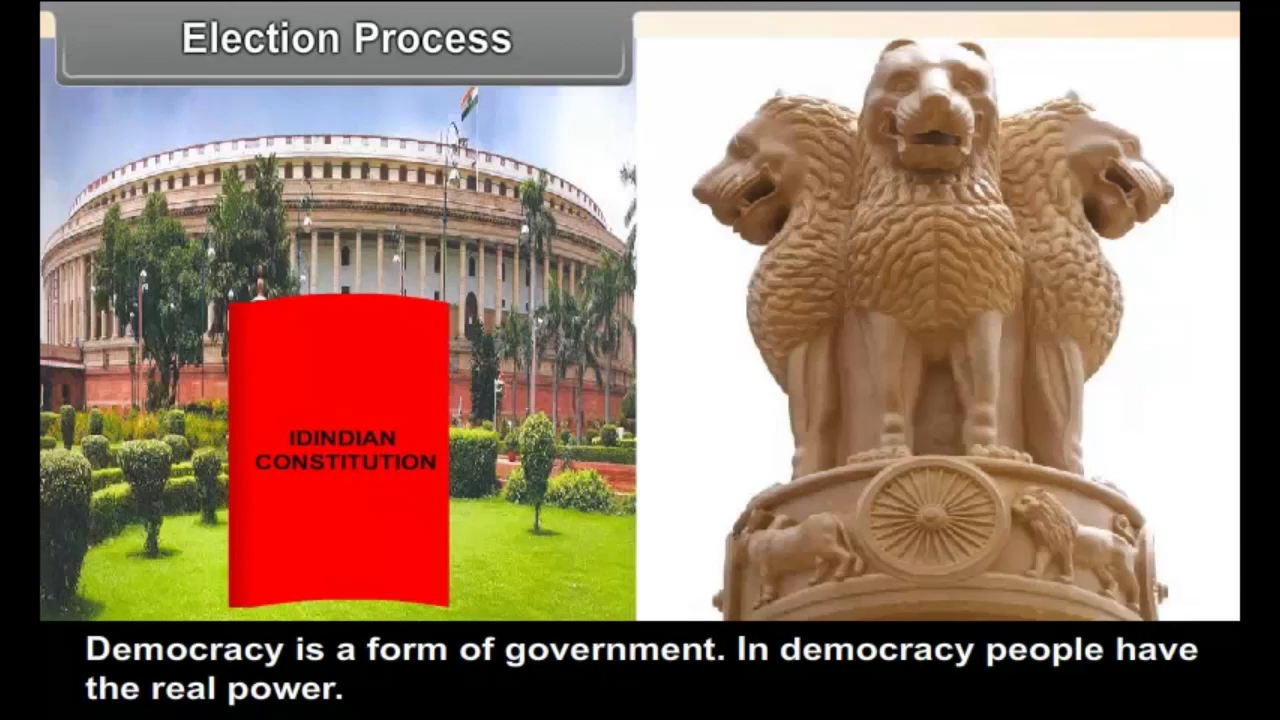 Election Process
IDINDIAN
CONSTITUTION
Democracy is a form of government. In democracy people have
the real power.